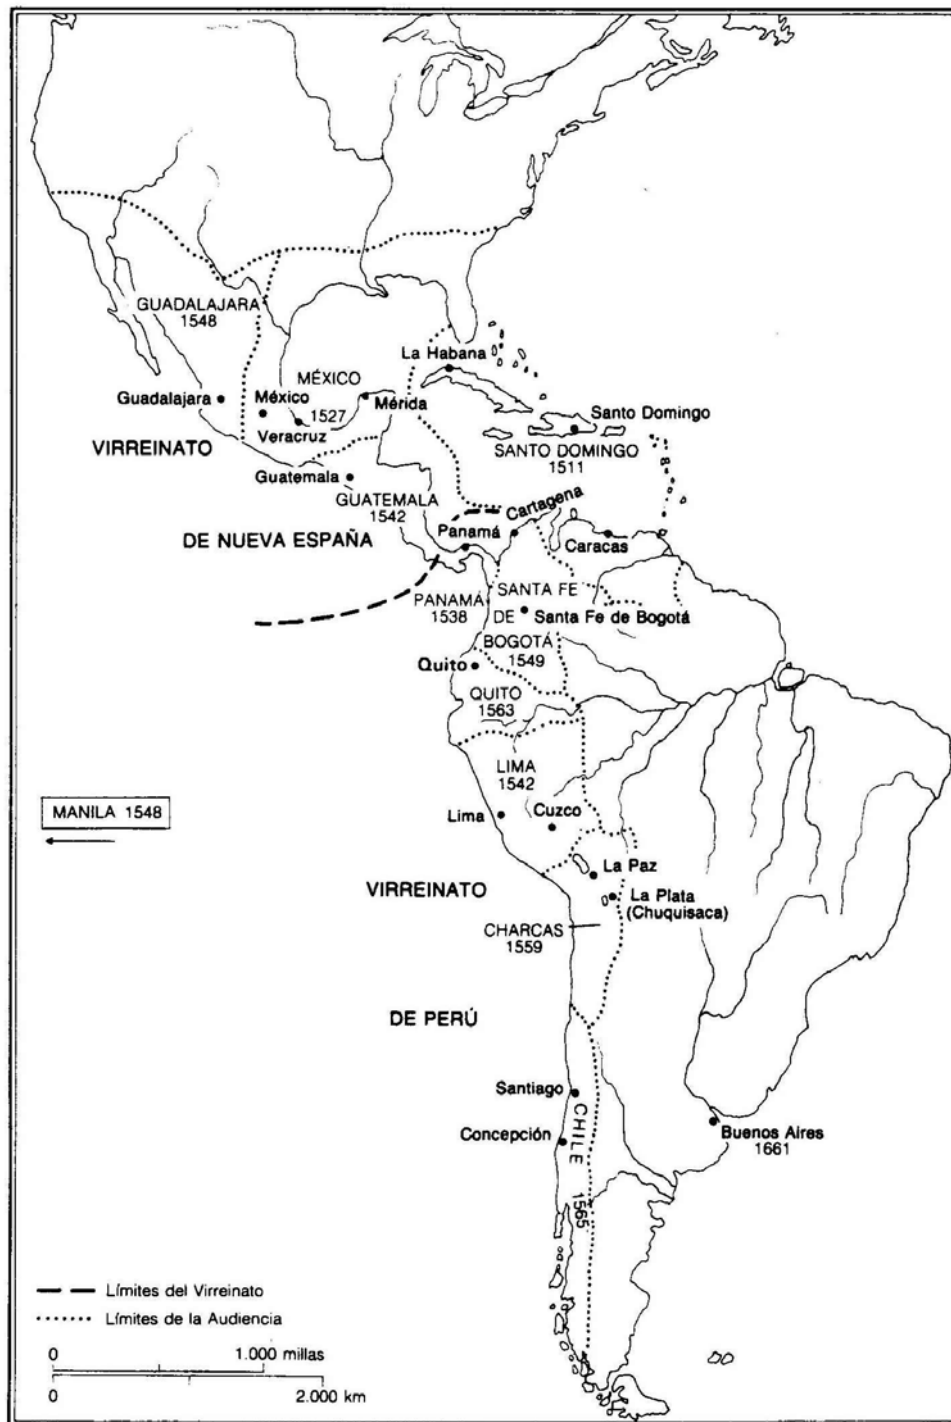 GUADALAJARA
1548
La Habana
MÉXICO
Guadalajara
México
1527
Mérida
Veracruz
Santo Domingo
VIRREINATO
SANTO DOMINGO
1511
Guatemala
GUATEMALA
1542
Cartagena
DE NUEVA ESPAÑA
Panamá
Caracas
PANAMÁ
1538
SANTA FE
DE
Santa Fe de Bogotá
BOGOTÁ
1549
Quito
QUITO
1563
LIMA
1542
MANILA 1548
Lima
Cuzco
La Paz
VIRREINATO
La Plata
(Chuquisaca)
CHARCAS
1559
DE PERÚ
Santiago
CHILE 1565
Concepción
Buenos Aires
1661
Límites del Virreinato
Límites de la Audiencia
0 1.000 millas
0 2.000 km